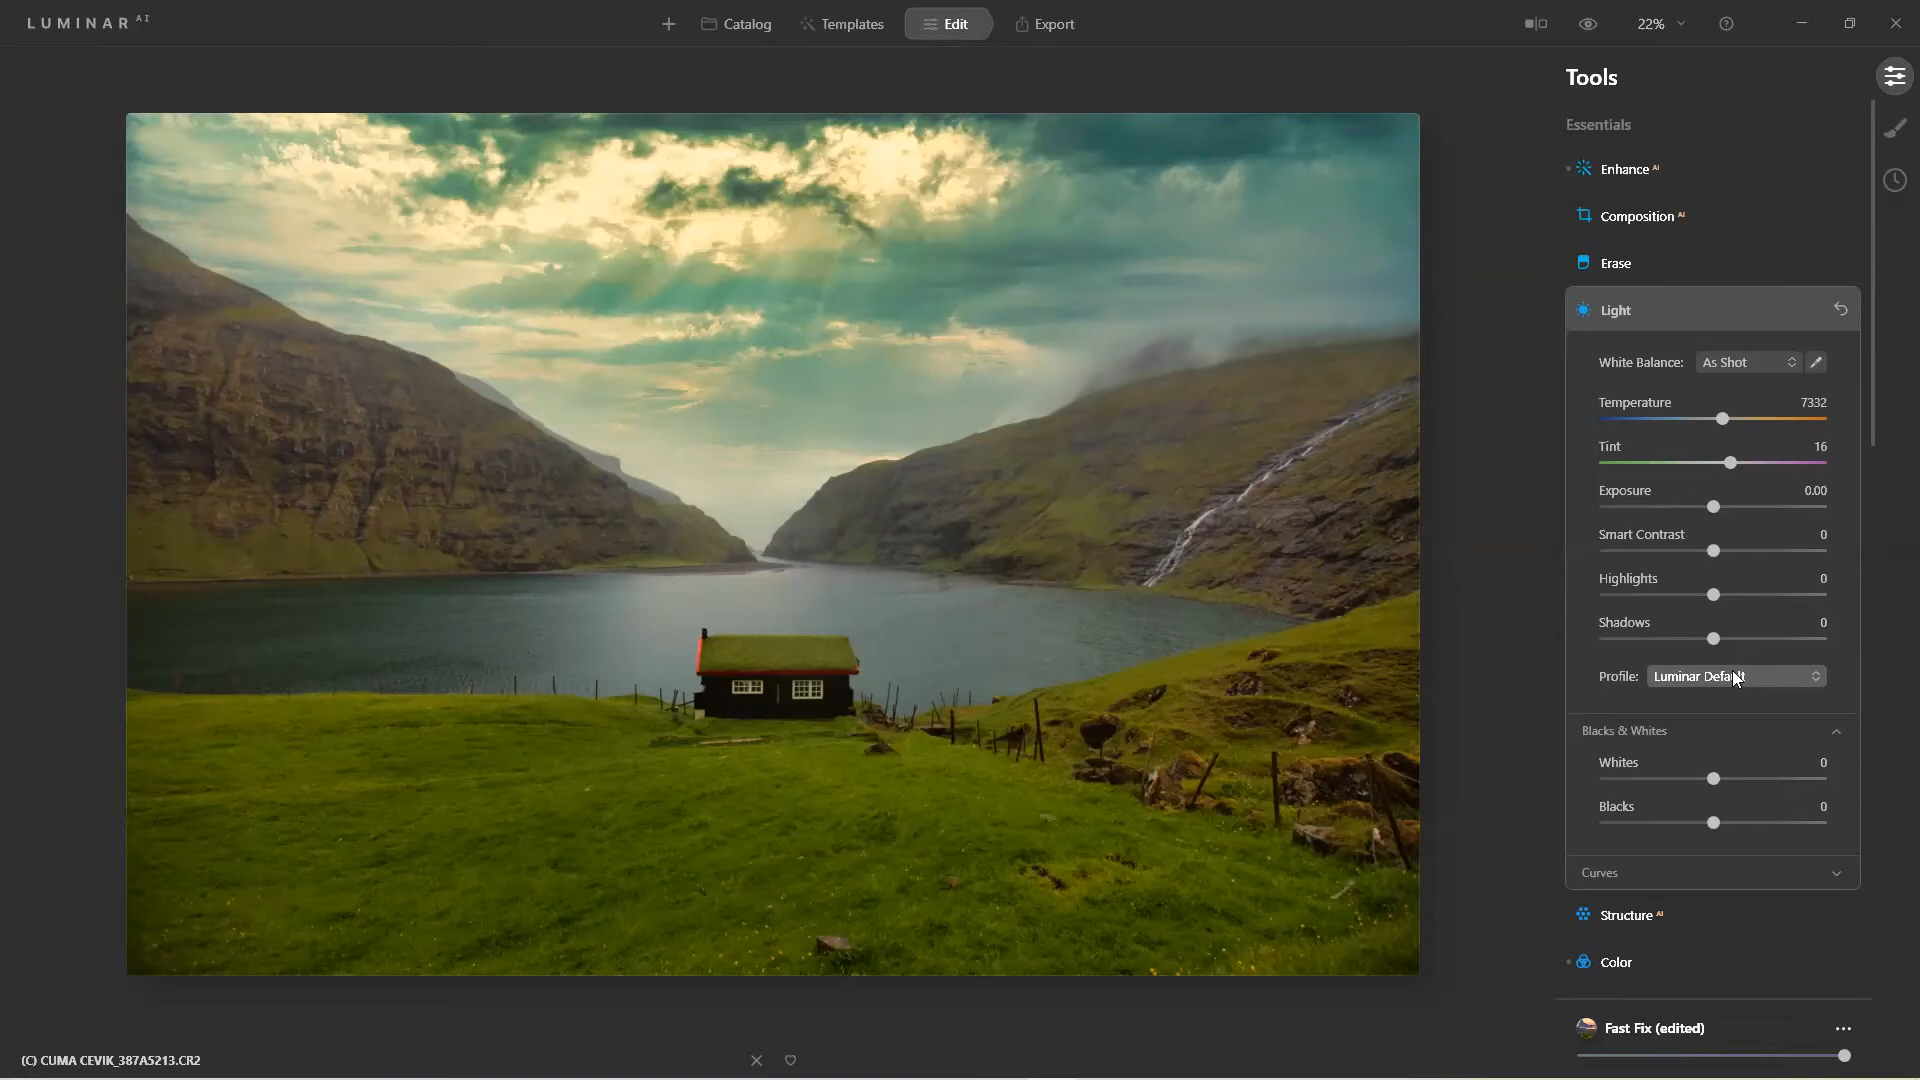 LUMINAR AI
Catalog
Templates
Edit
Export
22%
Tools
Essentials
Enhance AI
Composition AI
Erase
Light
White Balance: As Shot
Temperature 7332
Tint 16
Exposure 0.00
Smart Contrast 0
Highlights 0
Shadows 0
Profile: Luminar Default
Blacks & Whites
Whites 0
Blacks 0
Curves
Structure AI
Color
Fast Fix (edited)
(C) CUMA CEVIK_387A5213.CR2